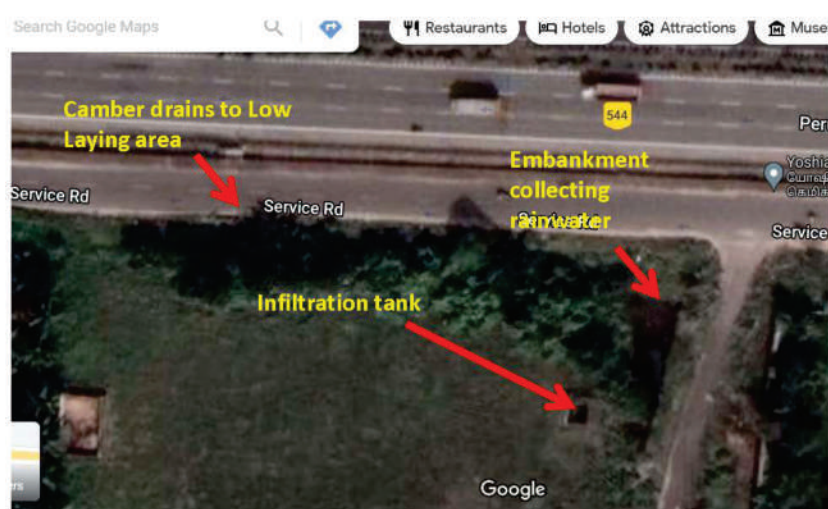 Search Google Maps
Restaurants
Hotels
Attractions
Muse
Camber drains to Low
Laying area
544
Per
Embankment
collecting
rainwater
Yoshia
Service Rd
Service Rd
Service
Infiltration tank
Google